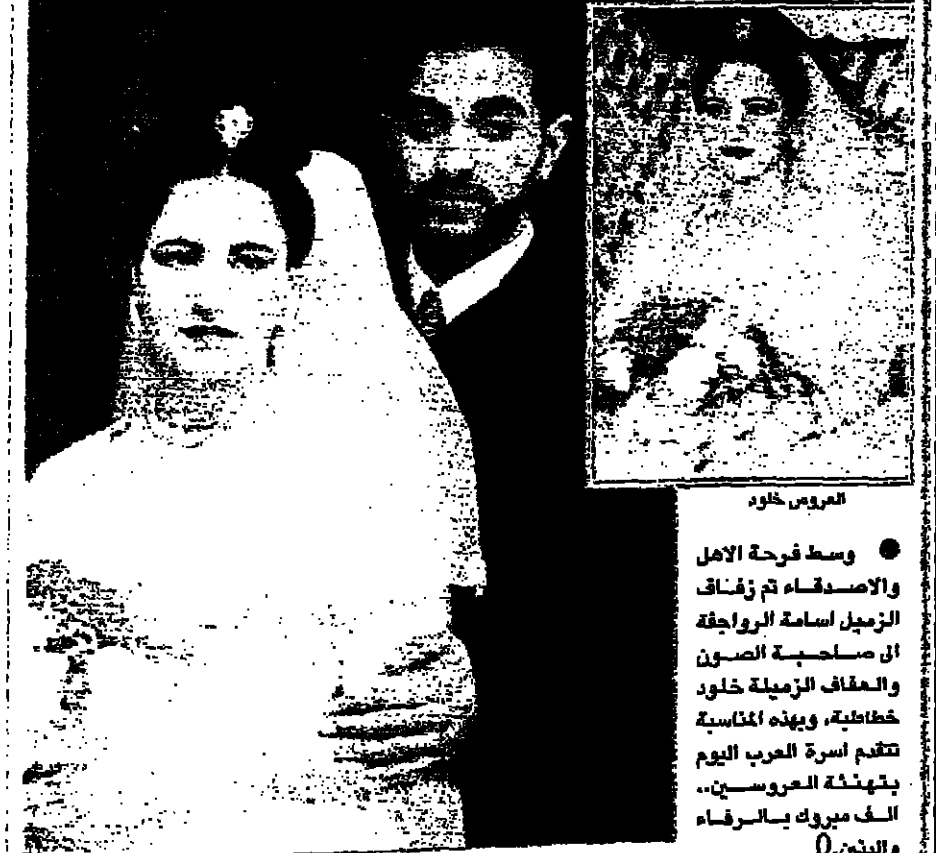 العروس خلود
● وسط فرحة الاهل
والاصدقاء تم زفاف
الزميل اسامة الرواجفة
الى صاحبة الصون
والعفاف الزميلة خلود
خطاطبة، وبهذه المناسبة
تتقدم اسرة العرب اليوم
بتهنئة العروسين..
الف مبروك بالرفاء
والبنين.()